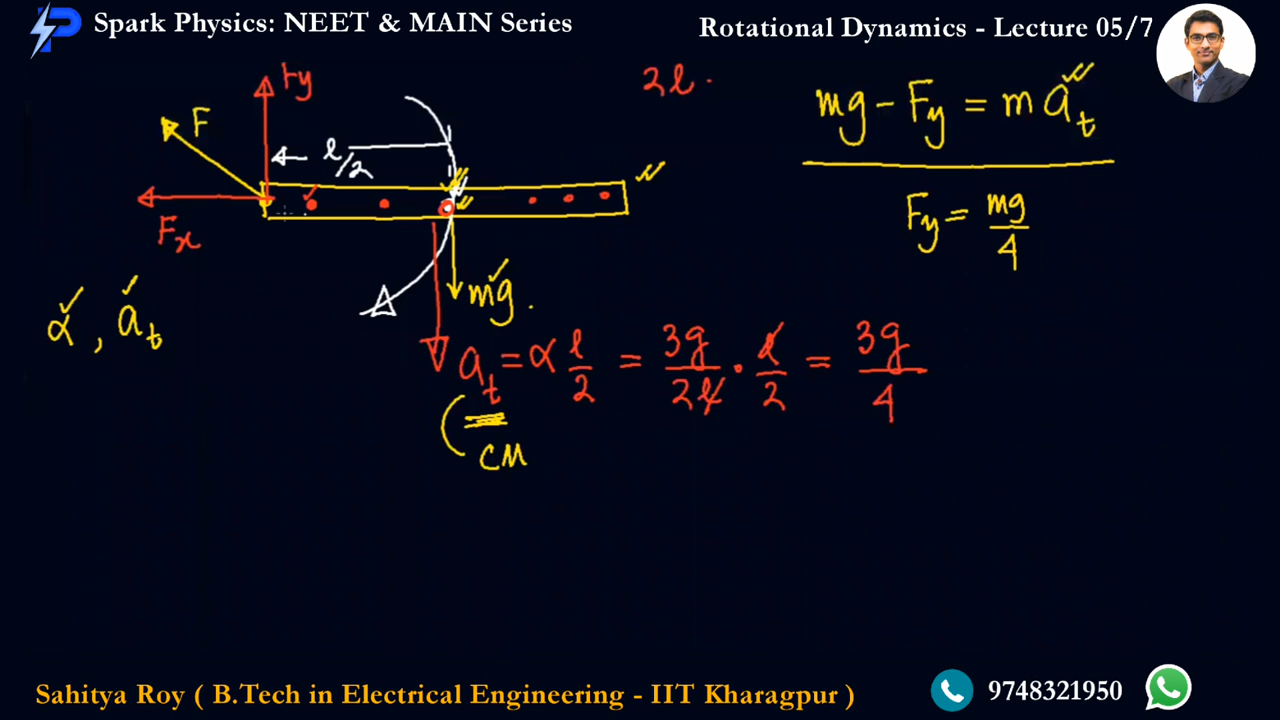 Spark Physics: NEET & MAIN Series
Rotational Dynamics - Lecture 05/7
Fy
2l.
mg - Fy = m at
F
l/2
Fy = mg/4
Fx
mg.
α, at
at = α l/2 = 3g/2l · l/2 = 3g/4
CM
Sahitya Roy ( B.Tech in Electrical Engineering - IIT Kharagpur )
9748321950